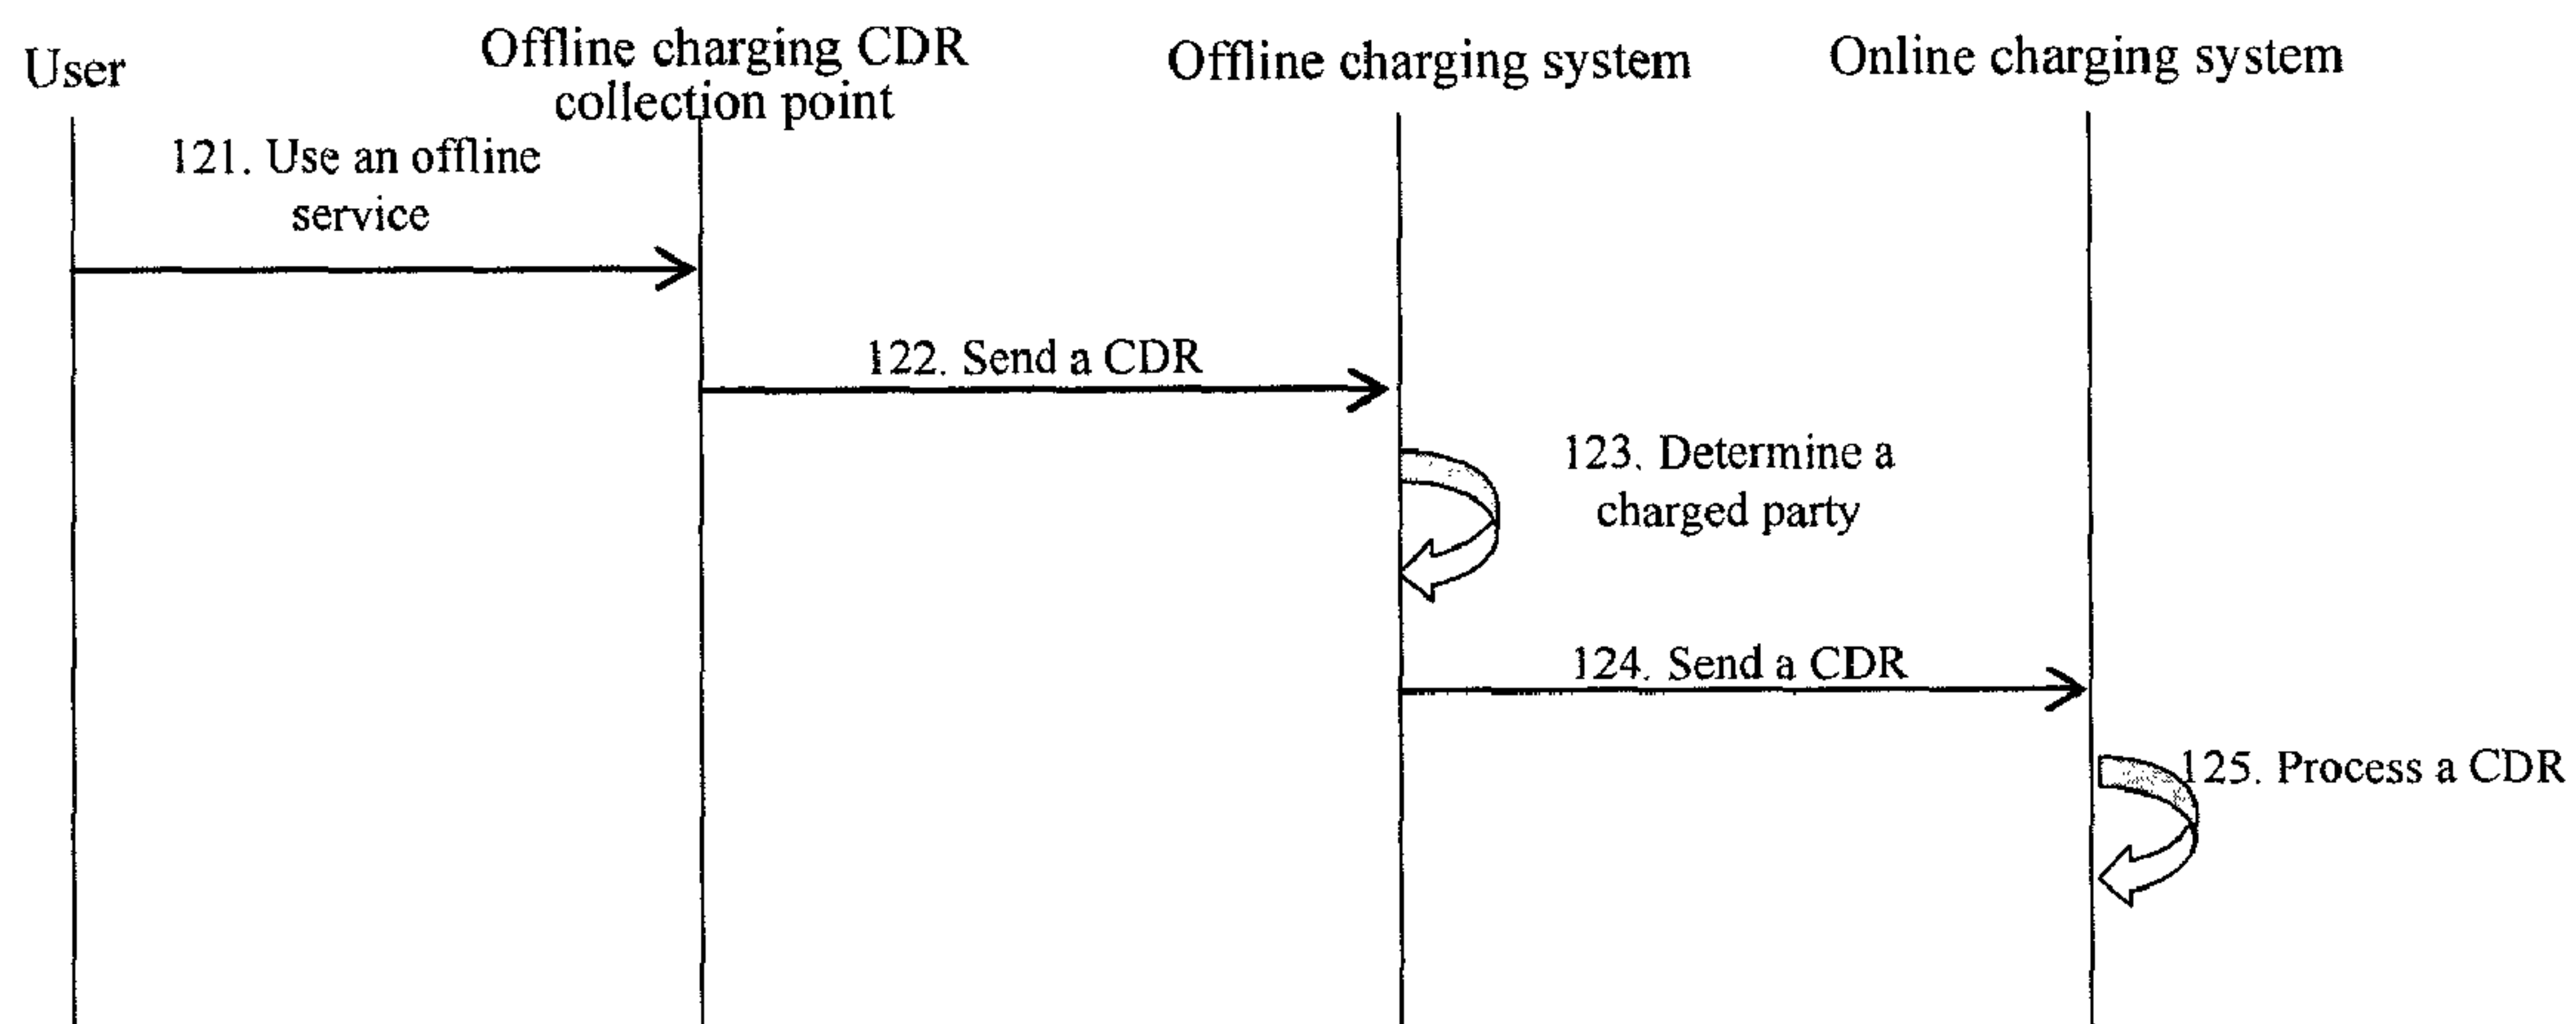 User
Offline charging CDR
collection point
Offline charging system
Online charging system
121. Use an offline
service
122. Send a CDR
123. Determine a
charged party
124. Send a CDR
125. Process a CDR